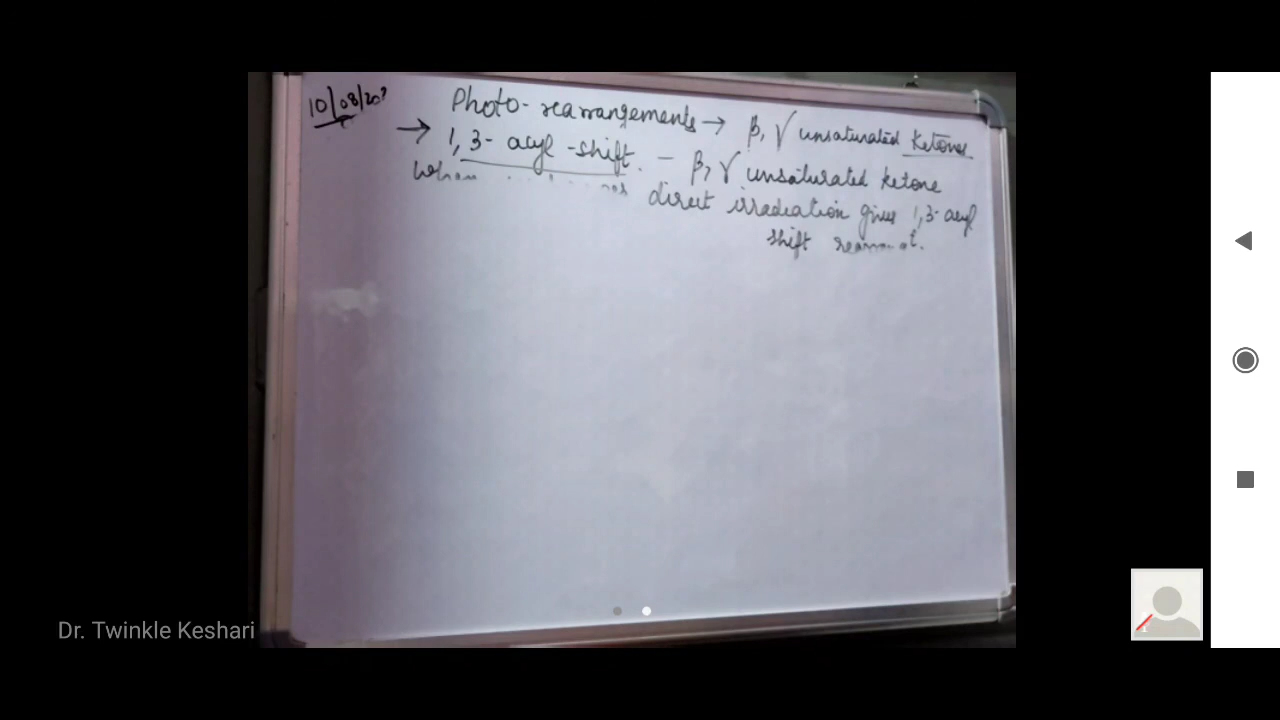 10/08/20
Photo-rearrangements → β, γ unsaturated Ketones
→ 1,3-acyl-shift. - β, γ unsaturated ketone
when direct irradiation gives 1,3-acyl
shift
Dr. Twinkle Keshari